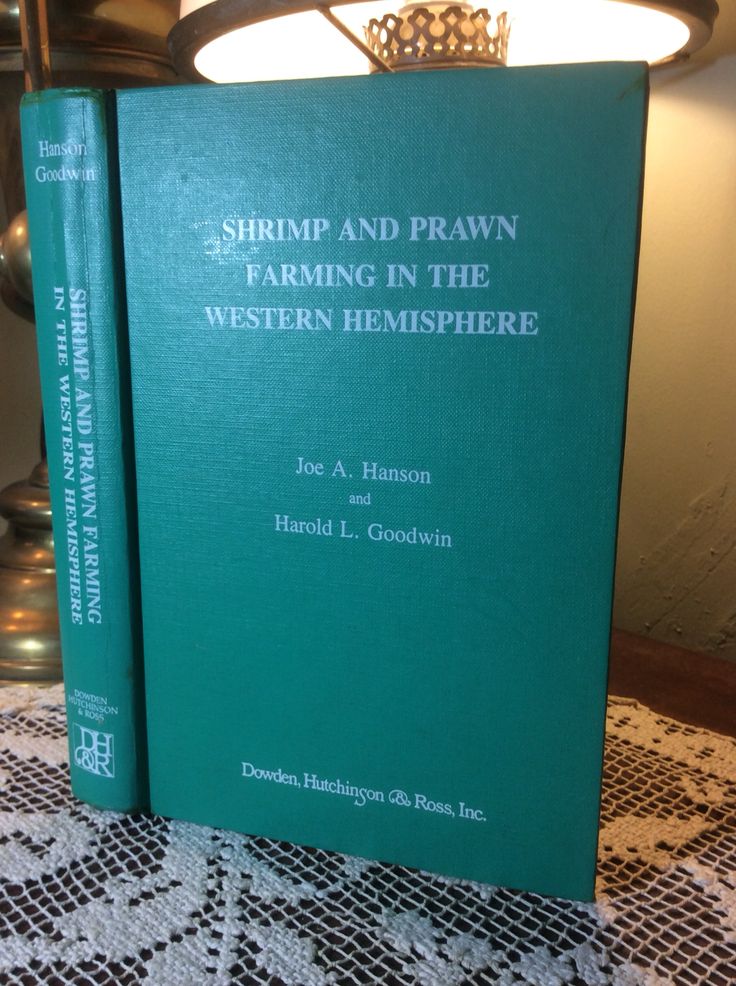 Hanson
Goodwin
SHRIMP AND PRAWN FARMING
IN THE WESTERN HEMISPHERE
DOWDEN
HUTCHINSON
& ROSS
DH
&R
SHRIMP AND PRAWN
FARMING IN THE
WESTERN HEMISPHERE
Joe A. Hanson
and
Harold L. Goodwin
Dowden, Hutchinson & Ross, Inc.